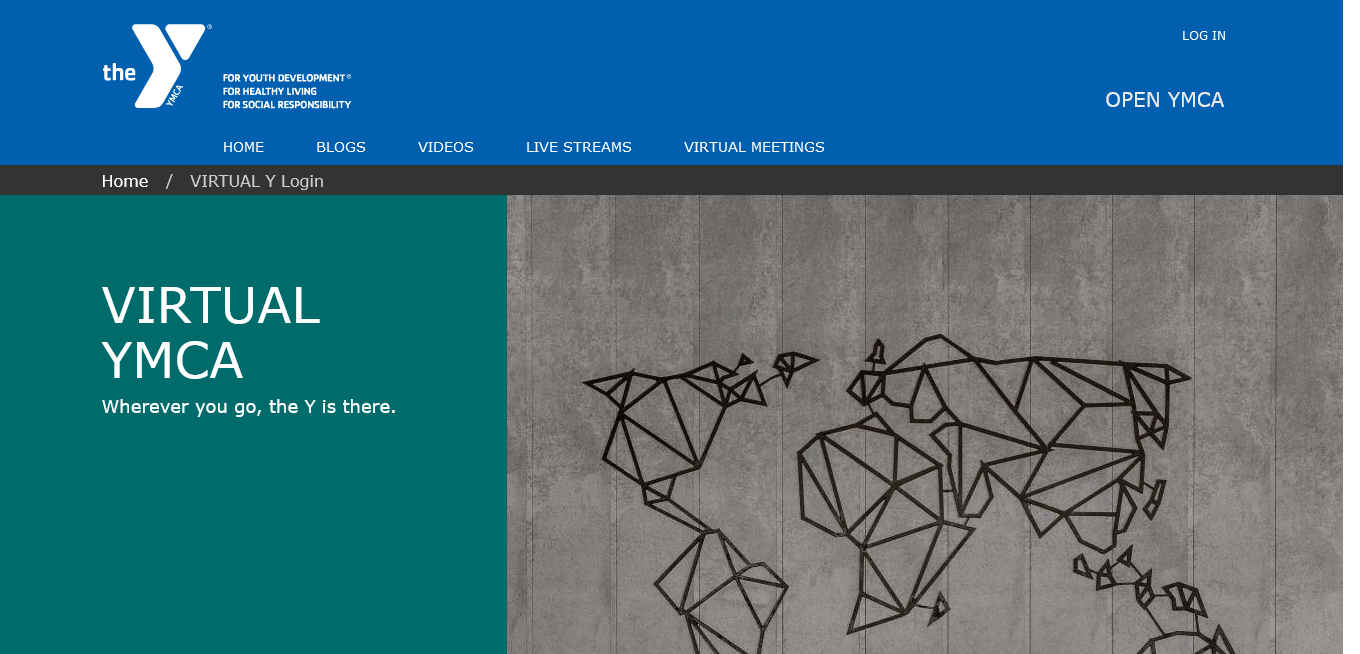 the
YMCA
®
FOR YOUTH DEVELOPMENT®
FOR HEALTHY LIVING
FOR SOCIAL RESPONSIBILITY
LOG IN
OPEN YMCA
HOME BLOGS VIDEOS LIVE STREAMS VIRTUAL MEETINGS
Home / VIRTUAL Y Login
VIRTUAL
YMCA
Wherever you go, the Y is there.